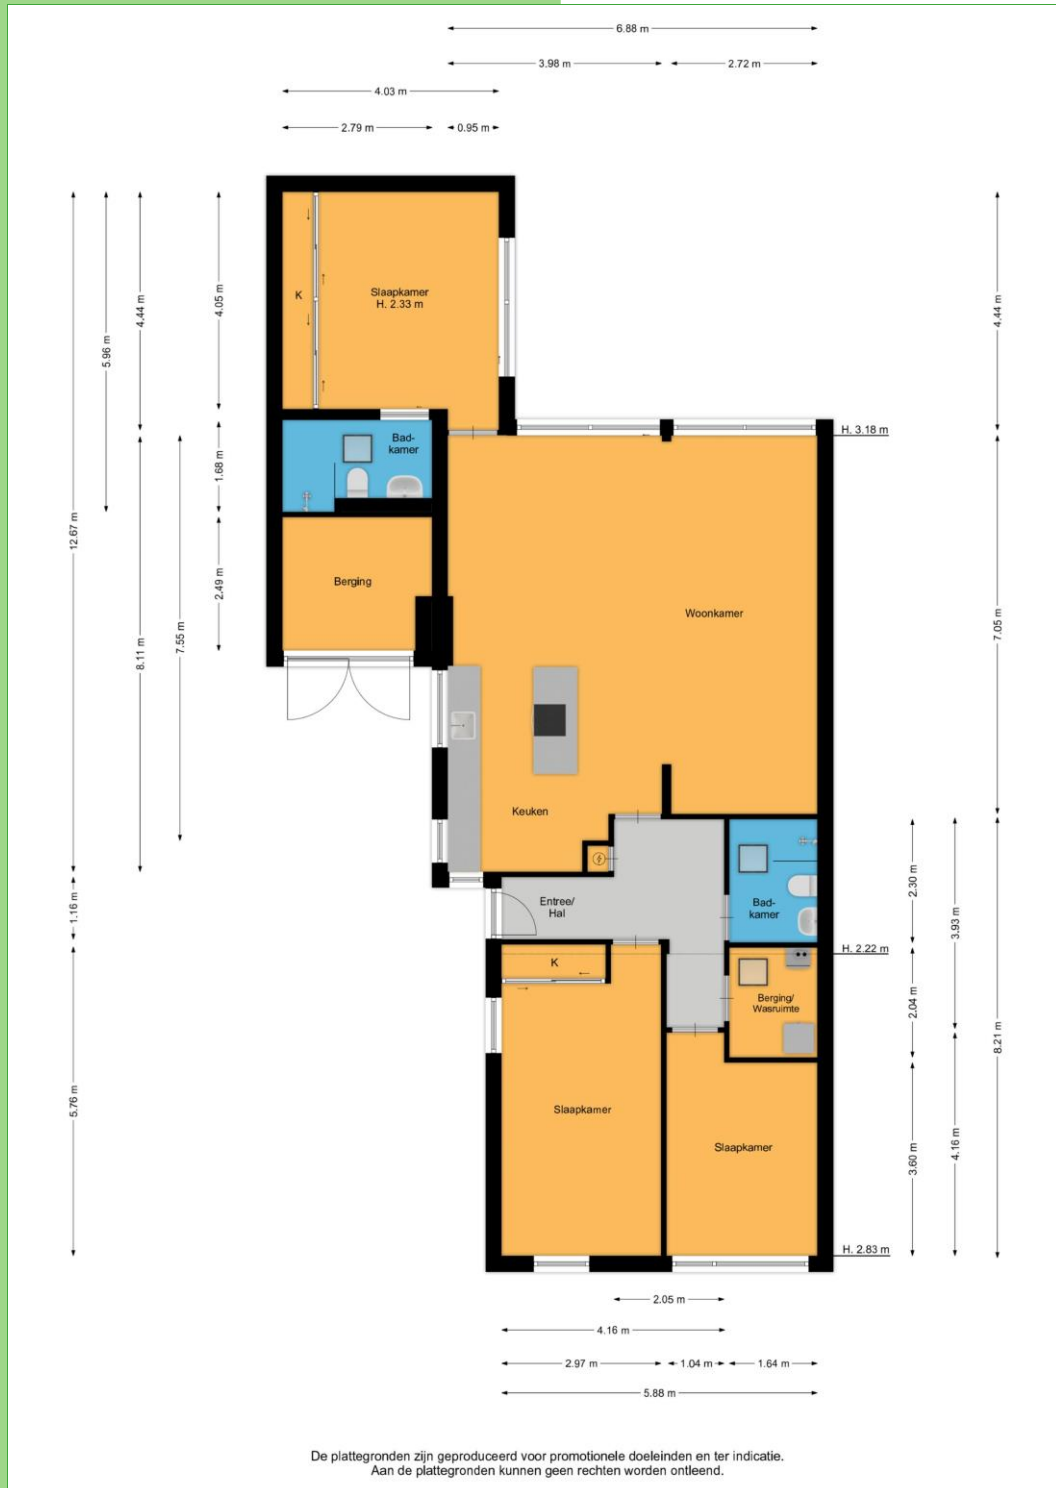 6.88 m
3.98 m
2.72 m
4.03 m
2.79 m
0.95 m
12.67 m
5.96 m
4.44 m
4.05 m
4.44 m
K
Slaapkamer
H. 2.33 m
H. 3.18 m
Bad-
kamer
1.68 m
2.49 m
7.55 m
8.11 m
Berging
Woonkamer
7.05 m
Keuken
1.16 m
Entree/
Hal
Bad-
kamer
2.30 m
3.93 m
H. 2.22 m
K
Berging/
Wasruimte
2.04 m
8.21 m
5.76 m
Slaapkamer
Slaapkamer
3.60 m
4.16 m
H. 2.83 m
2.05 m
4.16 m
2.97 m
1.04 m
1.64 m
5.88 m
De plattegronden zijn geproduceerd voor promotionele doeleinden en ter indicatie.
Aan de plattegronden kunnen geen rechten worden ontleend.